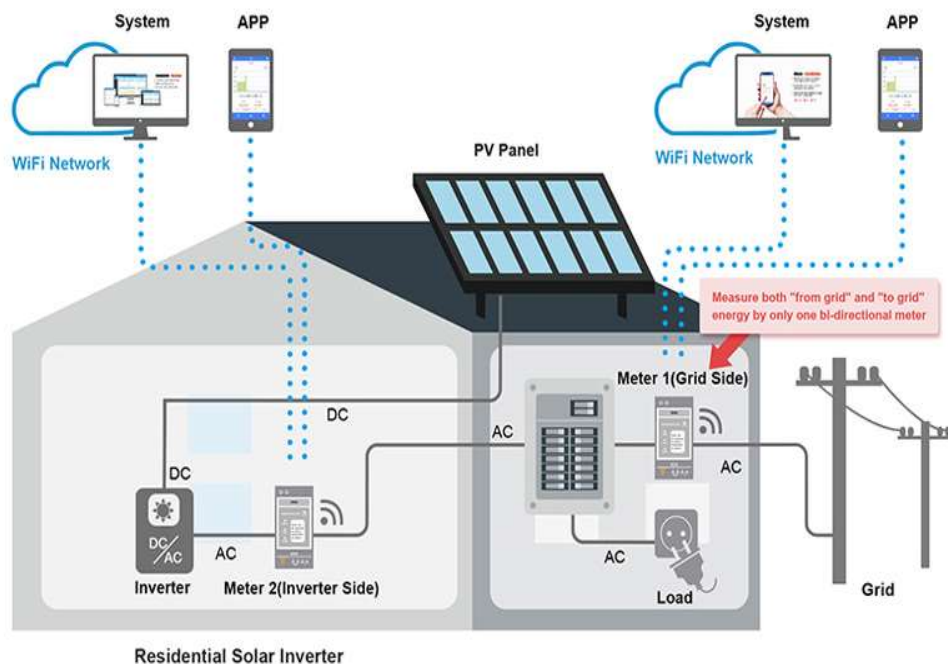 System
APP
System
APP
WiFi Network
WiFi Network
PV Panel
Measure both "from grid" and "to grid"
energy by only one bi-directional meter
Meter 1(Grid Side)
DC
AC
AC
DC
DC/
AC
AC
AC
Inverter
Meter 2(Inverter Side)
Load
Grid
Residential Solar Inverter